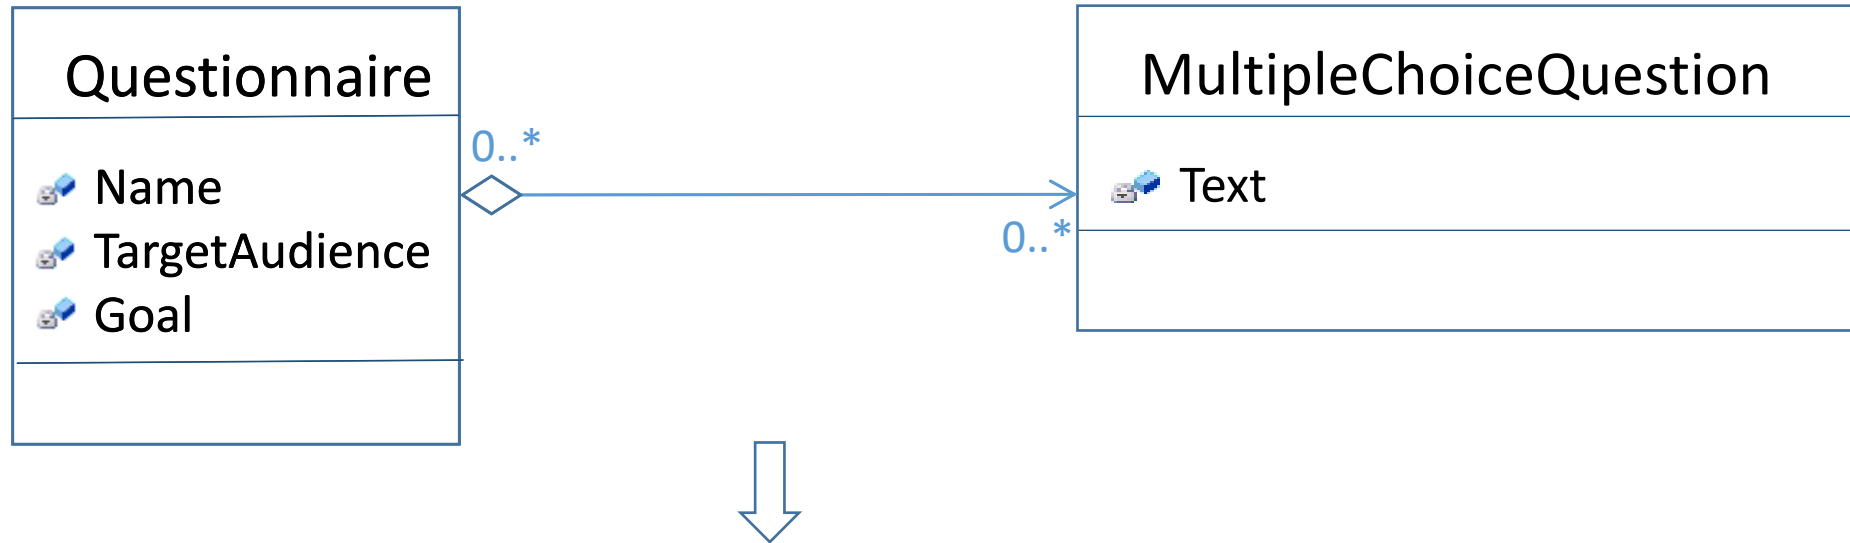 Questionnaire
Name
TargetAudience
Goal
0..*
0..*
MultipleChoiceQuestion
Text